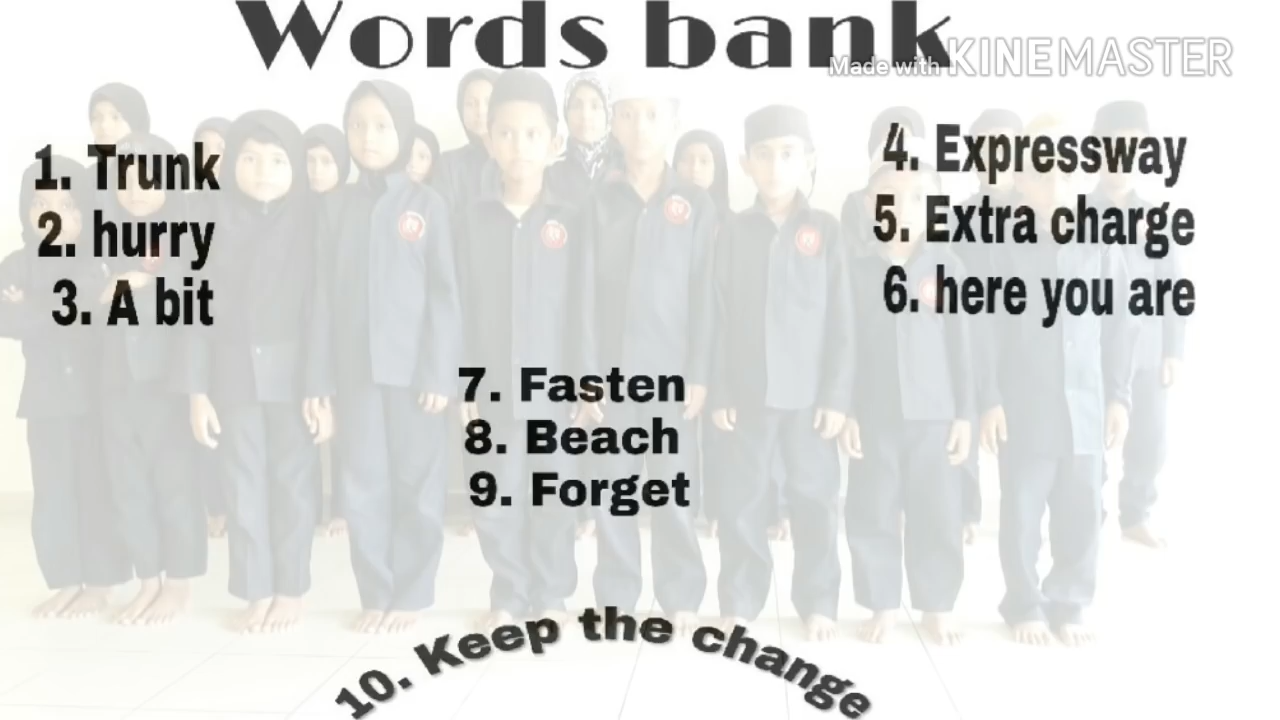 Words bank
Made with KINEMASTER
1. Trunk
2. hurry
3. A bit
4. Expressway
5. Extra charge
6. here you are
7. Fasten
8. Beach
9. Forget
10. Keep the change